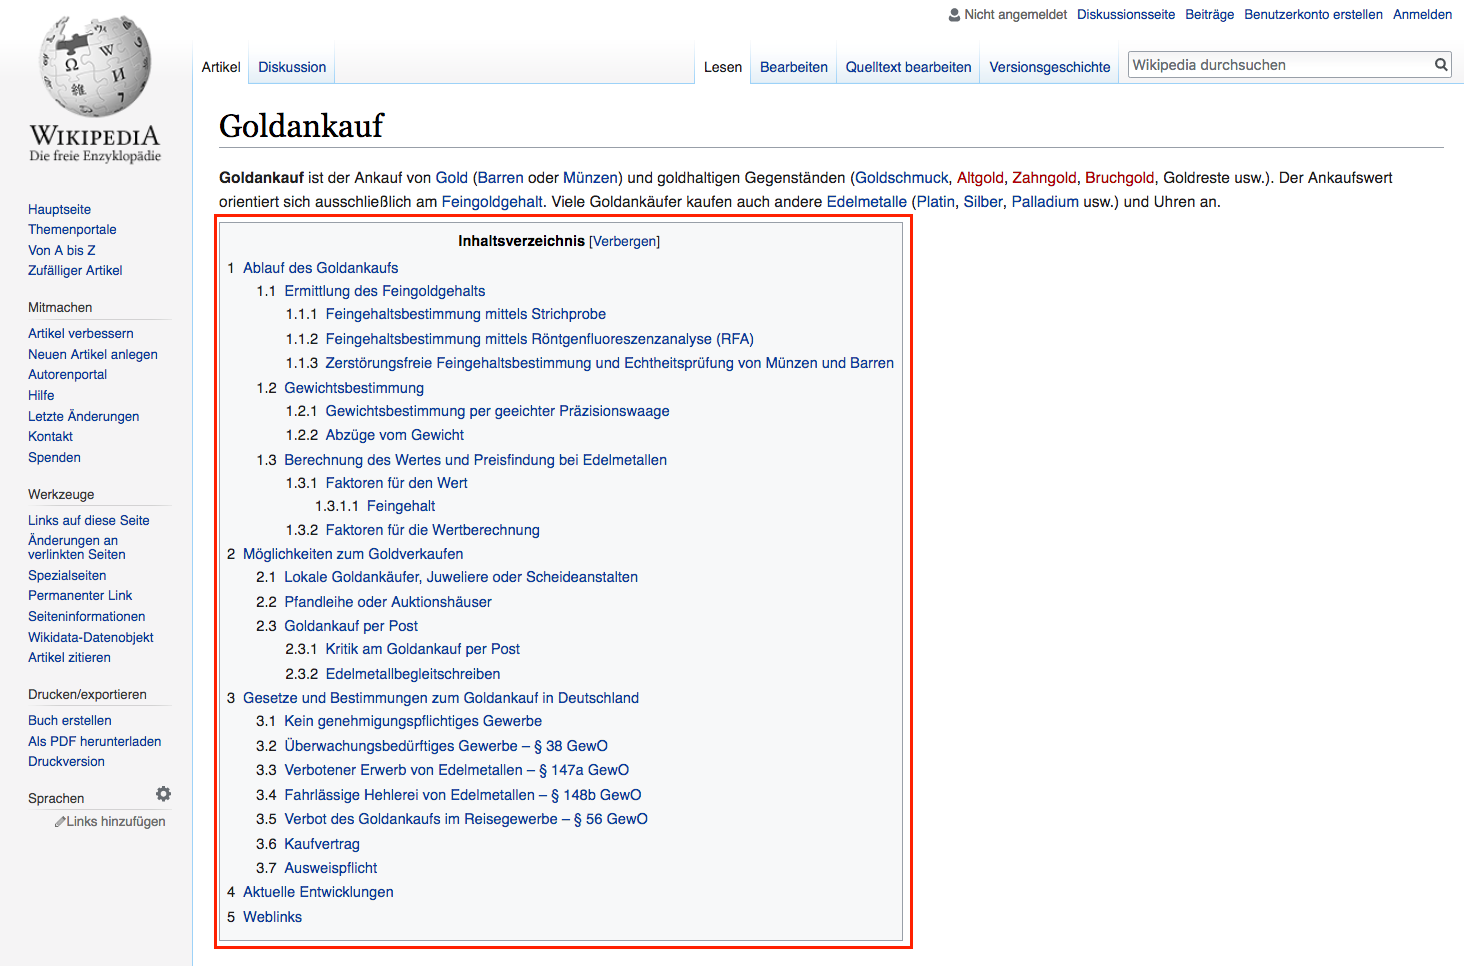 Nicht angemeldet Diskussionsseite Beiträge Benutzerkonto erstellen Anmelden
Artikel Diskussion Lesen Bearbeiten Quelltext bearbeiten Versionsgeschichte Wikipedia durchsuchen
WIKIPEDIA
Die freie Enzyklopädie
Hauptseite
Themenportale
Von A bis Z
Zufälliger Artikel
Mitmachen
Artikel verbessern
Neuen Artikel anlegen
Autorenportal
Hilfe
Letzte Änderungen
Kontakt
Spenden
Werkzeuge
Links auf diese Seite
Änderungen an
verlinkten Seiten
Spezialseiten
Permanenter Link
Seiteninformationen
Wikidata-Datenobjekt
Artikel zitieren
Drucken/exportieren
Buch erstellen
Als PDF herunterladen
Druckversion
Sprachen
Links hinzufügen
Goldankauf
Goldankauf ist der Ankauf von Gold (Barren oder Münzen) und goldhaltigen Gegenständen (Goldschmuck, Altgold, Zahngold, Bruchgold, Goldreste usw.). Der Ankaufswert
orientiert sich ausschließlich am Feingoldgehalt. Viele Goldankäufer kaufen auch andere Edelmetalle (Platin, Silber, Palladium usw.) und Uhren an.
Inhaltsverzeichnis [Verbergen]
1 Ablauf des Goldankaufs
1.1 Ermittlung des Feingoldgehalts
1.1.1 Feingehaltsbestimmung mittels Strichprobe
1.1.2 Feingehaltsbestimmung mittels Röntgenfluoreszenzanalyse (RFA)
1.1.3 Zerstörungsfreie Feingehaltsbestimmung und Echtheitsprüfung von Münzen und Barren
1.2 Gewichtsbestimmung
1.2.1 Gewichtsbestimmung per geeichter Präzisionswaage
1.2.2 Abzüge vom Gewicht
1.3 Berechnung des Wertes und Preisfindung bei Edelmetallen
1.3.1 Faktoren für den Wert
1.3.1.1 Feingehalt
1.3.2 Faktoren für die Wertberechnung
2 Möglichkeiten zum Goldverkaufen
2.1 Lokale Goldankäufer, Juweliere oder Scheideanstalten
2.2 Pfandleihe oder Auktionshäuser
2.3 Goldankauf per Post
2.3.1 Kritik am Goldankauf per Post
2.3.2 Edelmetallbegleitschreiben
3 Gesetze und Bestimmungen zum Goldankauf in Deutschland
3.1 Kein genehmigungspflichtiges Gewerbe
3.2 Überwachungsbedürftiges Gewerbe – § 38 GewO
3.3 Verbotener Erwerb von Edelmetallen – § 147a GewO
3.4 Fahrlässige Hehlerei von Edelmetallen – § 148b GewO
3.5 Verbot des Goldankaufs im Reisegewerbe – § 56 GewO
3.6 Kaufvertrag
3.7 Ausweispflicht
4 Aktuelle Entwicklungen
5 Weblinks